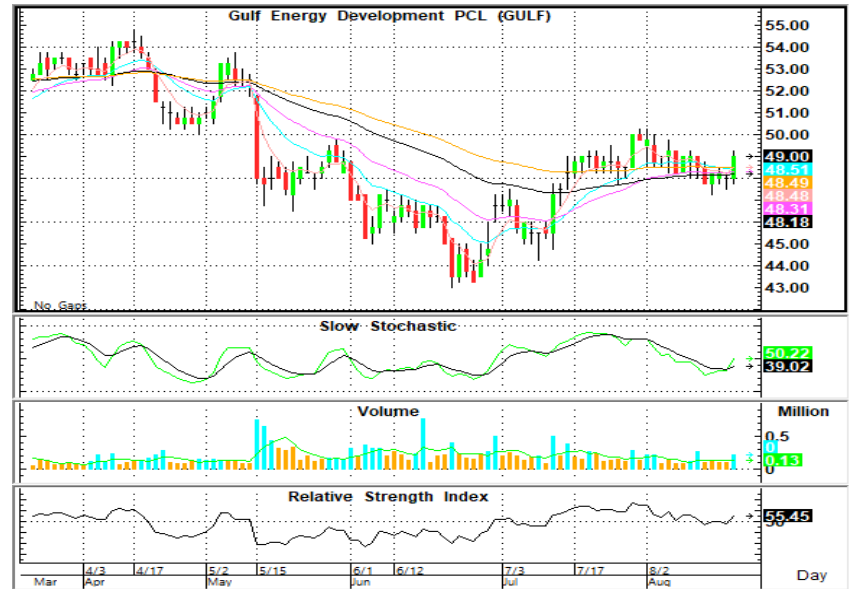 Gulf Energy Development PCL (GULF)
55.00
54.00
53.00
52.00
51.00
50.00
49.00
48.51
48.49
48.48
48.31
48.18
45.00
44.00
43.00
No Gaps
Slow Stochastic
50.22
39.02
Volume
Million
0.5
0
0.13
0
Relative Strength Index
55.45
50
4/3 4/17 5/2 5/15 6/1 6/12 7/3 7/17 8/2
Mar Apr May Jun Jul Aug
Day